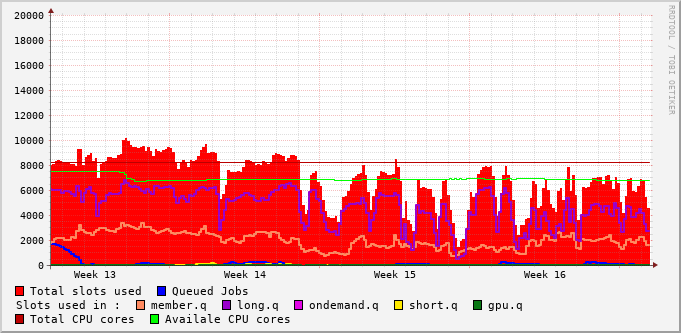 20000
18000
16000
14000
12000
10000
8000
6000
4000
2000
0
Week 13 Week 14 Week 15 Week 16
Total slots used Queued Jobs
Slots used in : member.q long.q ondemand.q short.q gpu.q
Total CPU cores Availale CPU cores
RRDTOOL / TOBI OETIKER